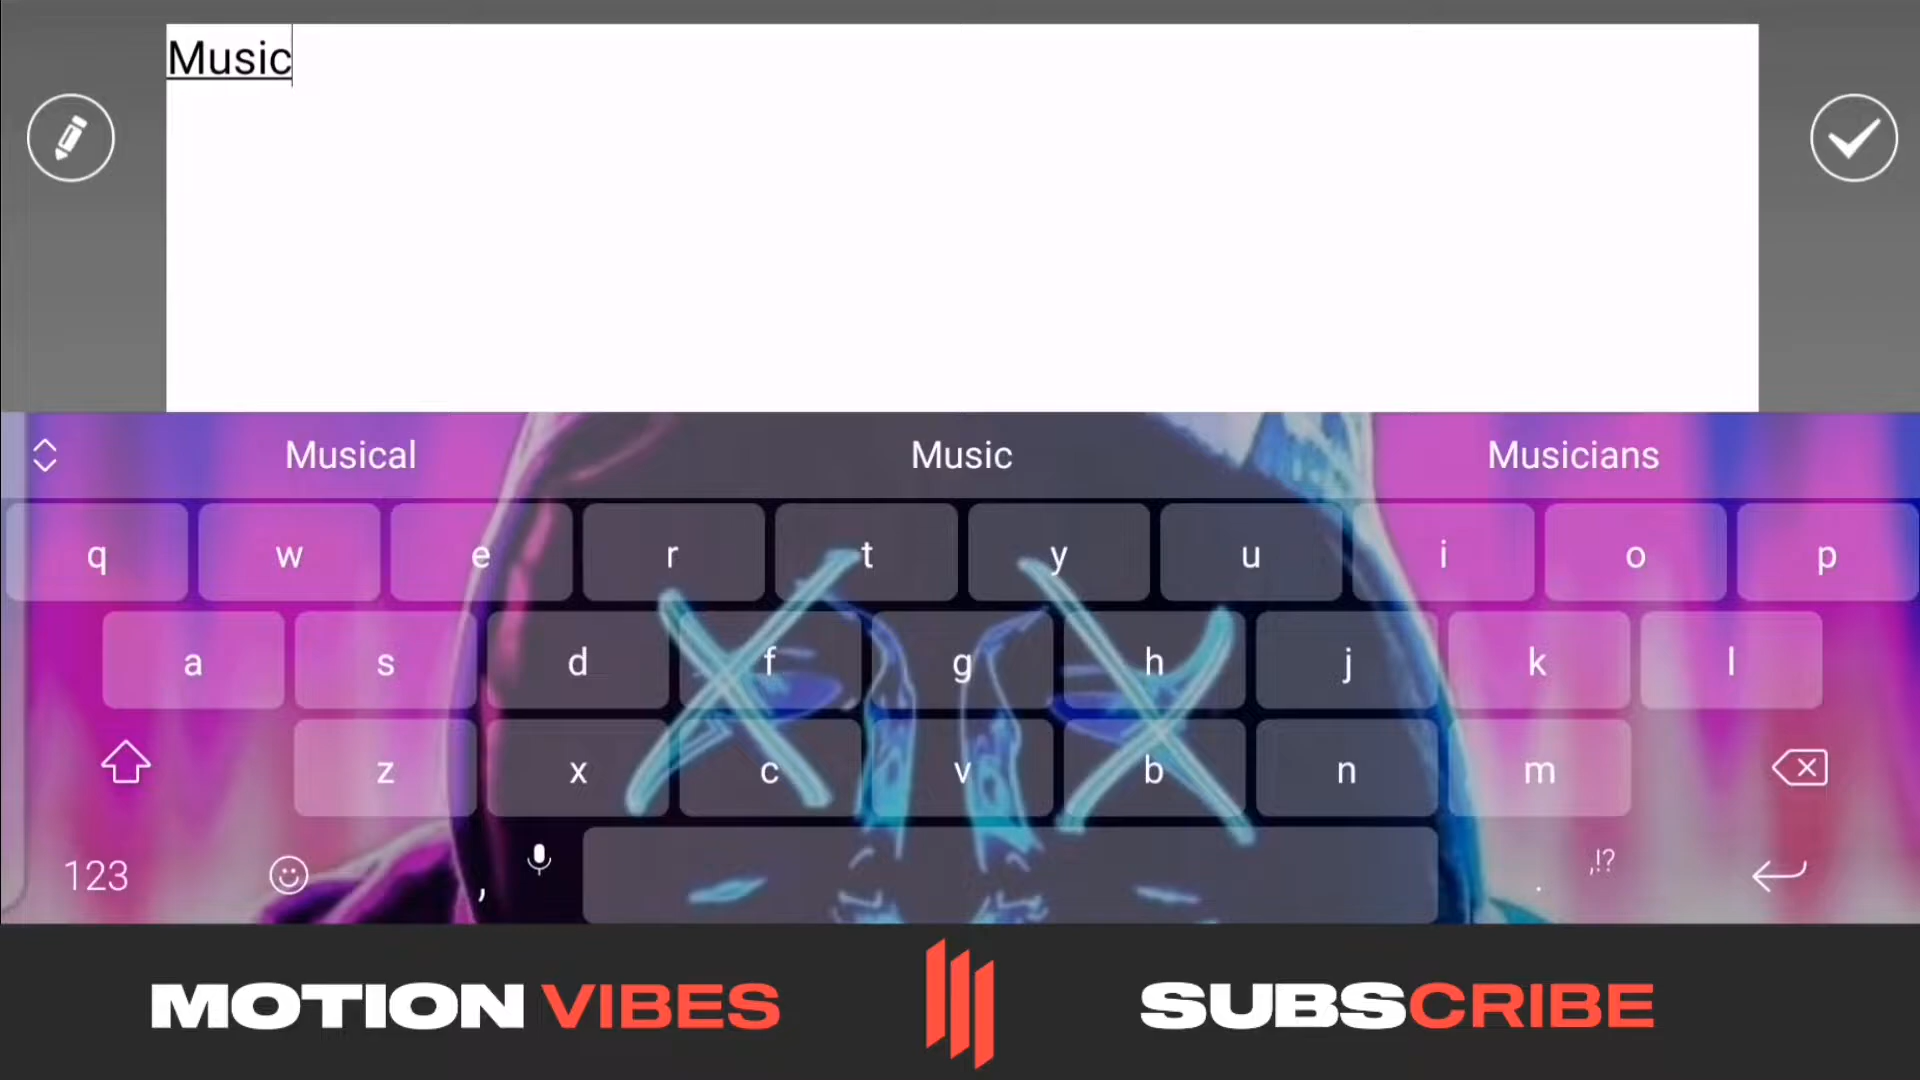 Music
Musical Music Musicians
q w e r t y u i o p
a s d f g h j k l
z x c v b n m
123 , . ,!?
MOTION VIBES SUBSCRIBE